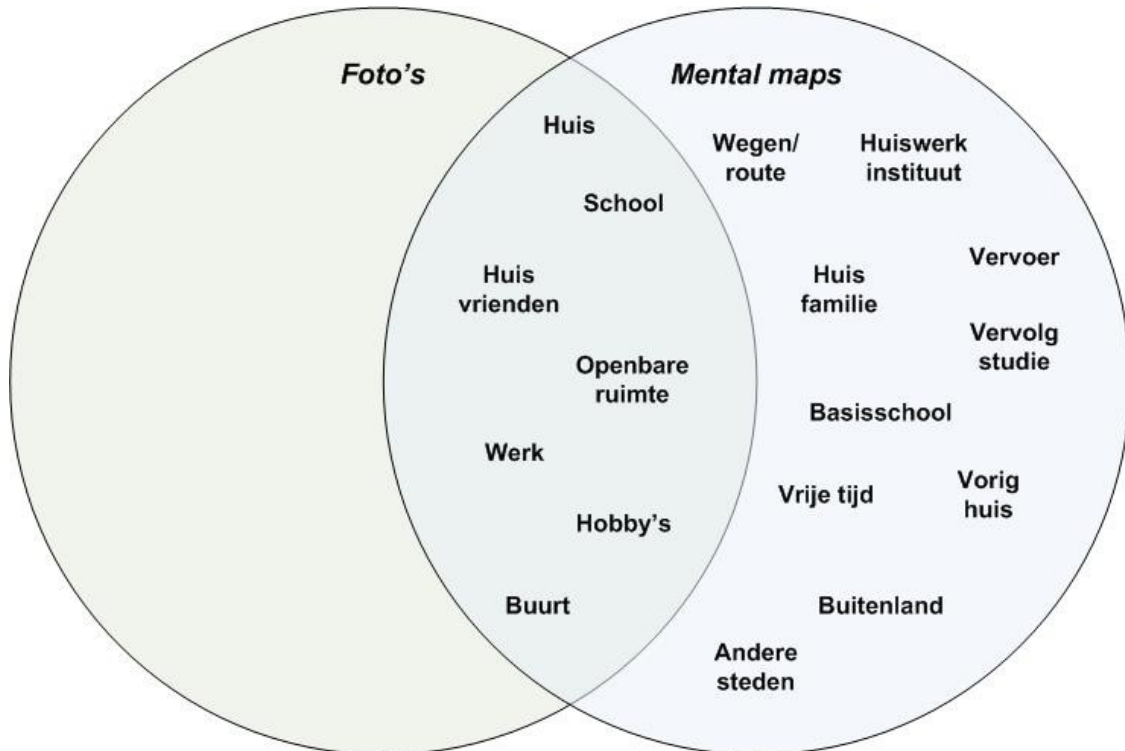 Foto's
Mental maps
Huis
School
Huis
vrienden
Openbare
ruimte
Werk
Hobby's
Buurt
Wegen/
route
Huiswerk
instituut
Vervoer
Huis
familie
Vervolg
studie
Basisschool
Vrije tijd
Vorig
huis
Buitenland
Andere
steden